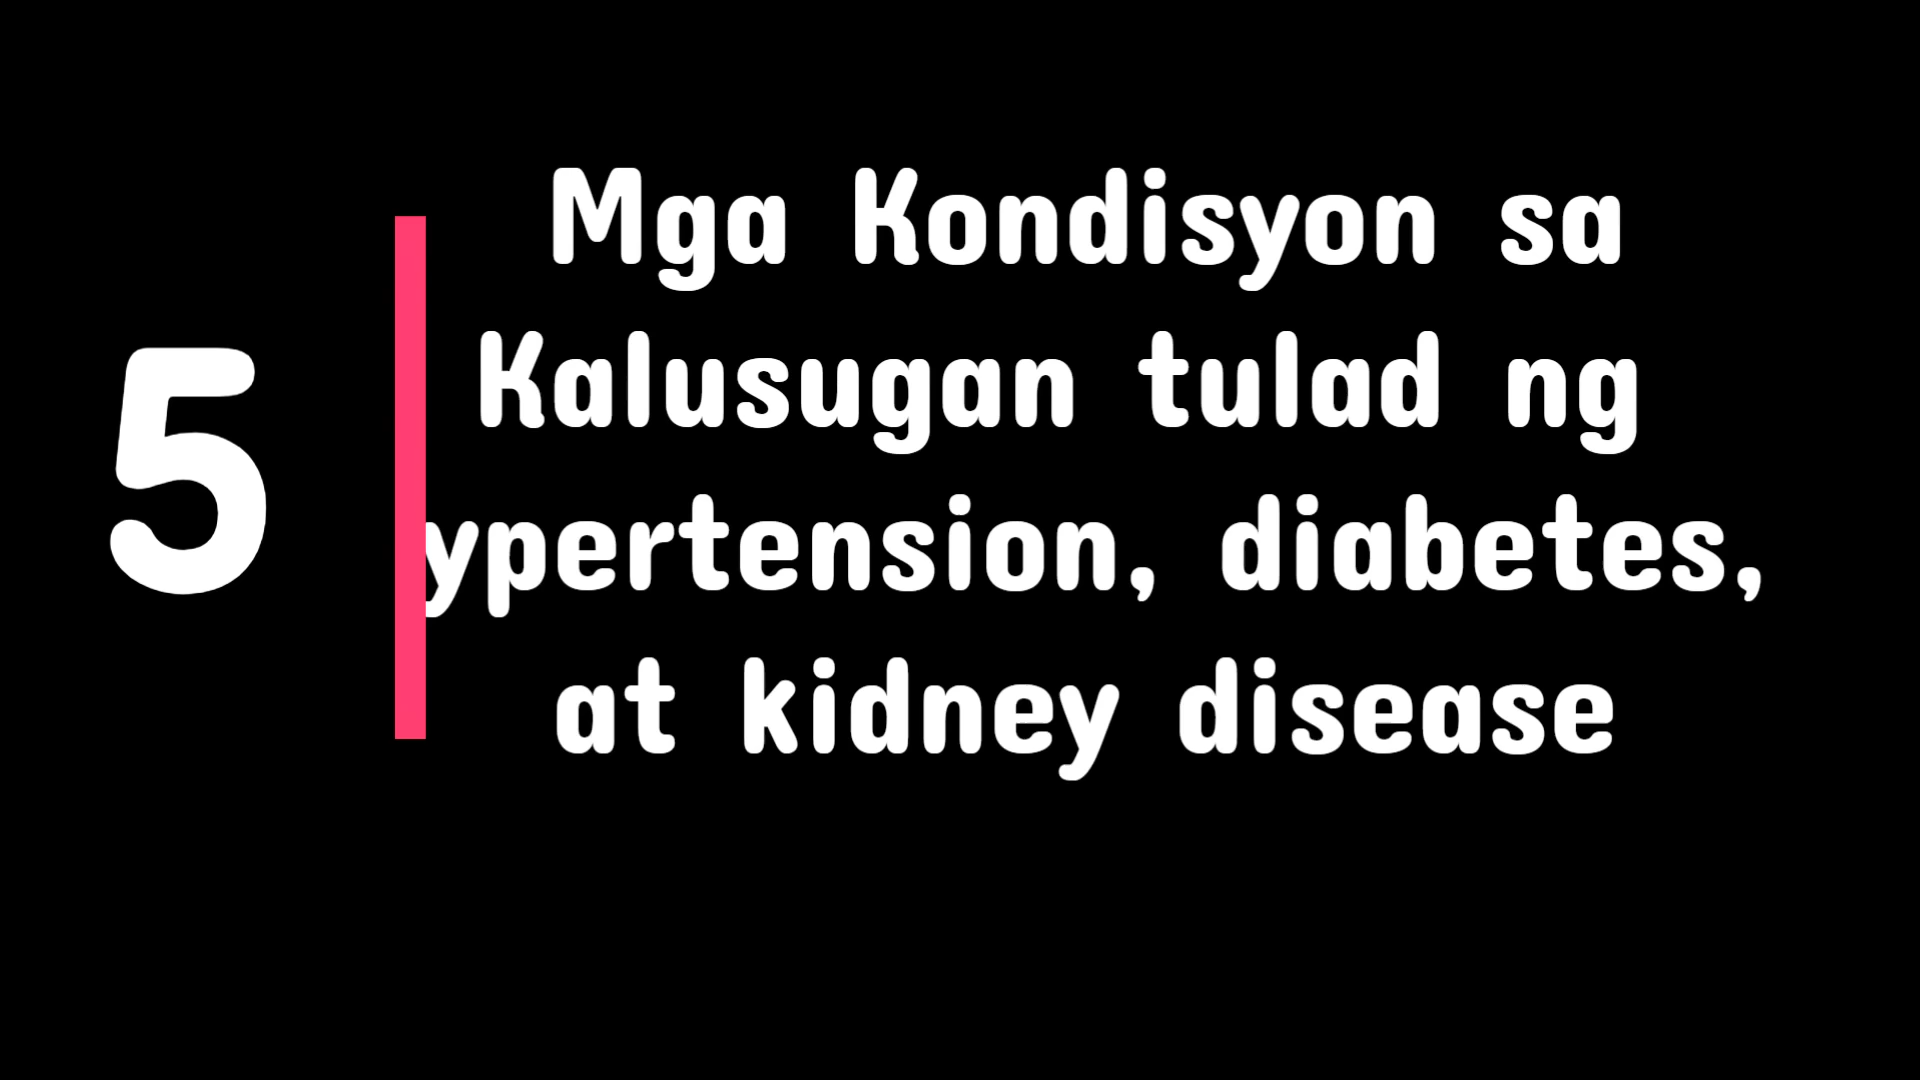 5
Mga Kondisyon sa
Kalusugan tulad ng
ypertension, diabetes,
at kidney disease